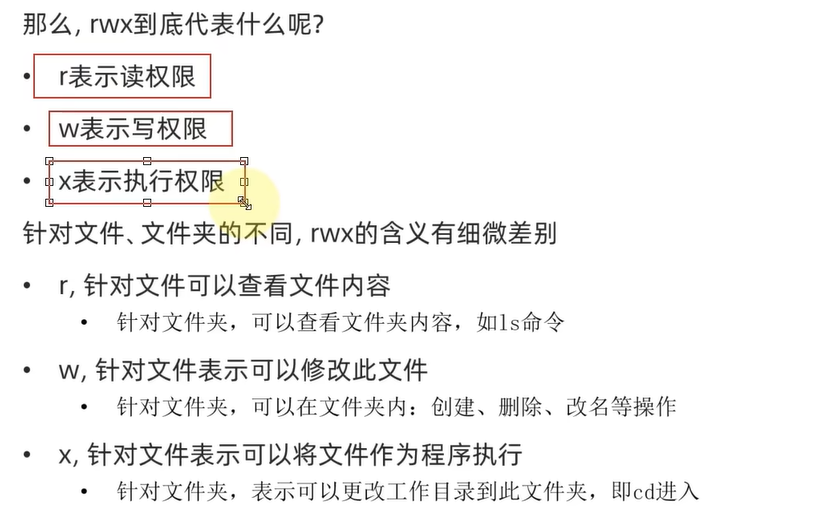 那么, rwx到底代表什么呢?
• r表示读权限
• w表示写权限
• x表示执行权限
针对文件、文件夹的不同, rwx的含义有细微差别
• r, 针对文件可以查看文件内容
• 针对文件夹，可以查看文件夹内容，如ls命令
• w, 针对文件表示可以修改此文件
• 针对文件夹，可以在文件夹内：创建、删除、改名等操作
• x, 针对文件表示可以将文件作为程序执行
• 针对文件夹，表示可以更改工作目录到此文件夹，即cd进入